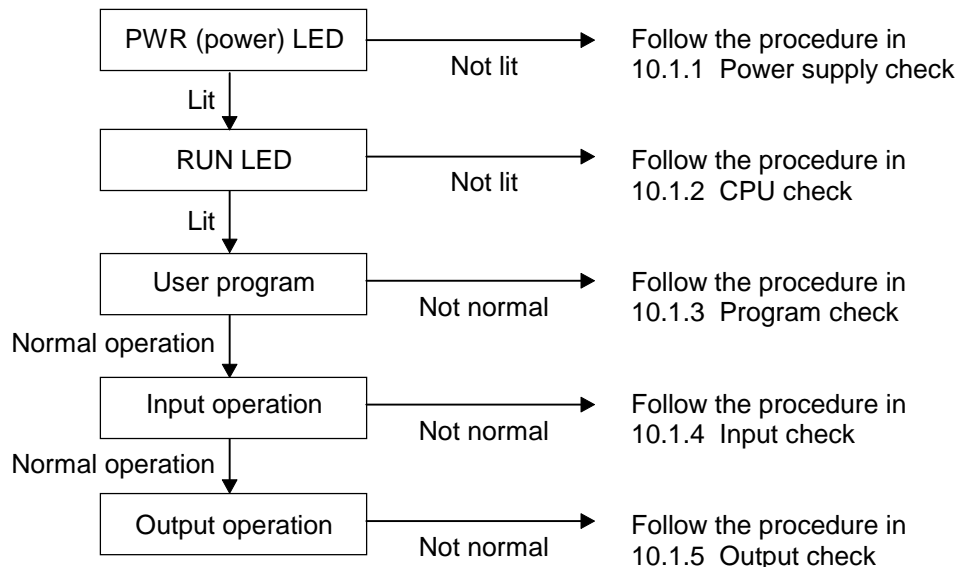 PWR (power) LED
Not lit
Follow the procedure in
10.1.1 Power supply check
Lit
RUN LED
Not lit
Follow the procedure in
10.1.2 CPU check
Lit
User program
Not normal
Follow the procedure in
10.1.3 Program check
Normal operation
Input operation
Not normal
Follow the procedure in
10.1.4 Input check
Normal operation
Output operation
Not normal
Follow the procedure in
10.1.5 Output check